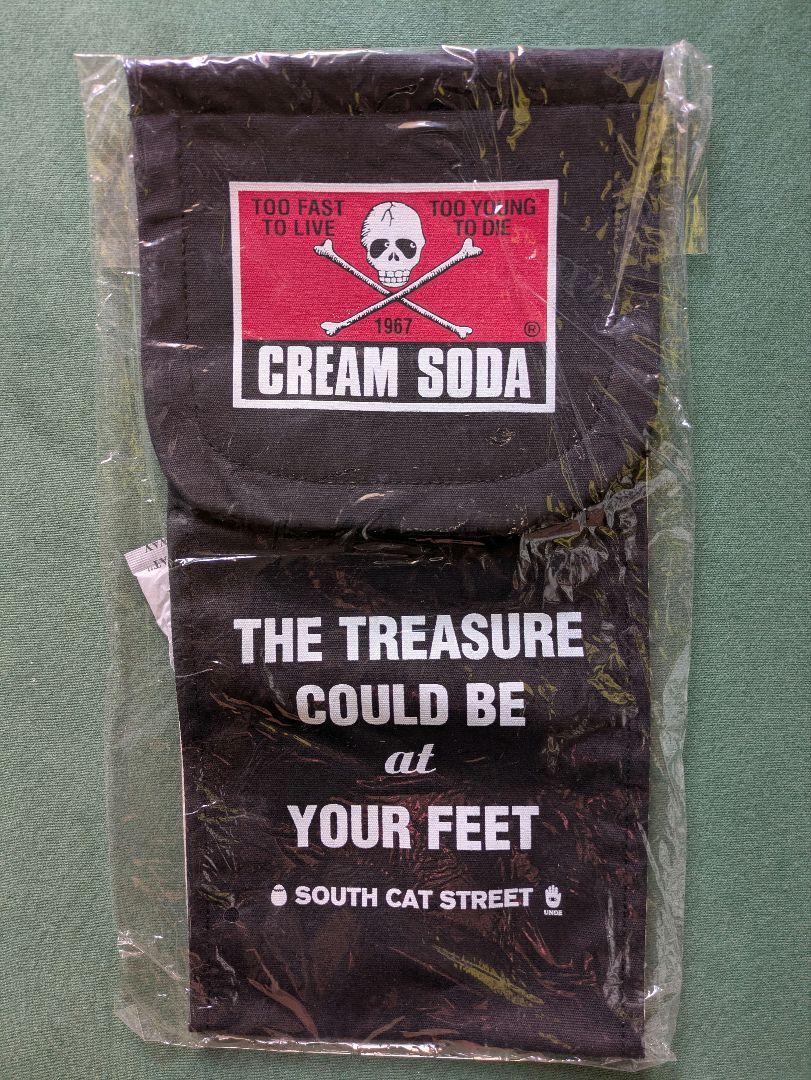 TOO FAST
TO LIVE
TOO YOUNG
TO DIE
1967
®
CREAM SODA
THE TREASURE
COULD BE
at
YOUR FEET
SOUTH CAT STREET
UNDE